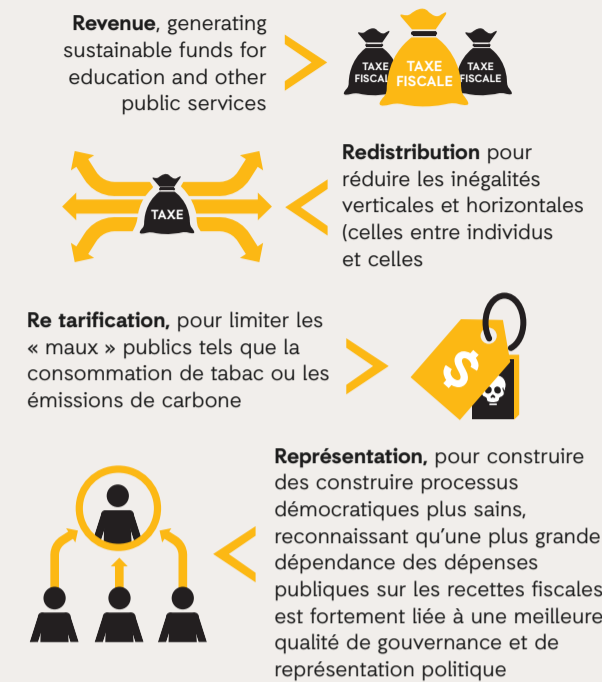 Revenue, generating
sustainable funds for
education and other
public services
TAXE
FISCAL
TAXE
FISCALE
TAXE
FISCALE
TAXE
Redistribution pour
réduire les inégalités
verticales et horizontales
(celles entre individus
et celles
Re tarification, pour limiter les
« maux » publics tels que la
consommation de tabac ou les
émissions de carbone
$
Représentation, pour construire
des construire processus
démocratiques plus sains,
reconnaissant qu'une plus grande
dépendance des dépenses
publiques sur les recettes fiscales
est fortement liée à une meilleure
qualité de gouvernance et de
représentation politique